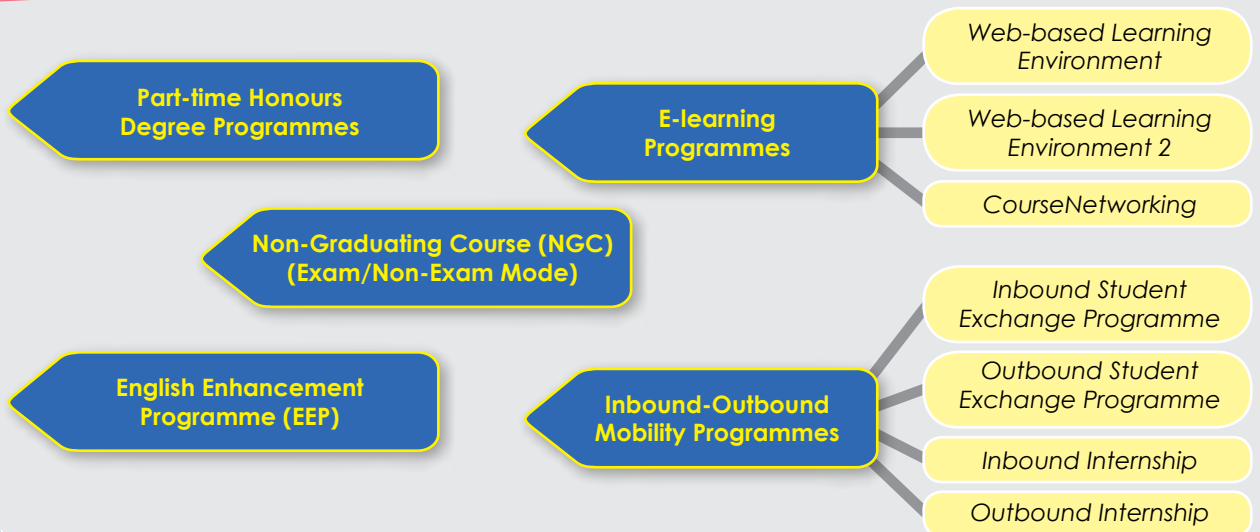 Part-time Honours
Degree Programmes
Non-Graduating Course (NGC)
(Exam/Non-Exam Mode)
English Enhancement
Programme (EEP)
E-learning
Programmes
Web-based Learning
Environment
Web-based Learning
Environment 2
CourseNetworking
Inbound-Outbound
Mobility Programmes
Inbound Student
Exchange Programme
Outbound Student
Exchange Programme
Inbound Internship
Outbound Internship